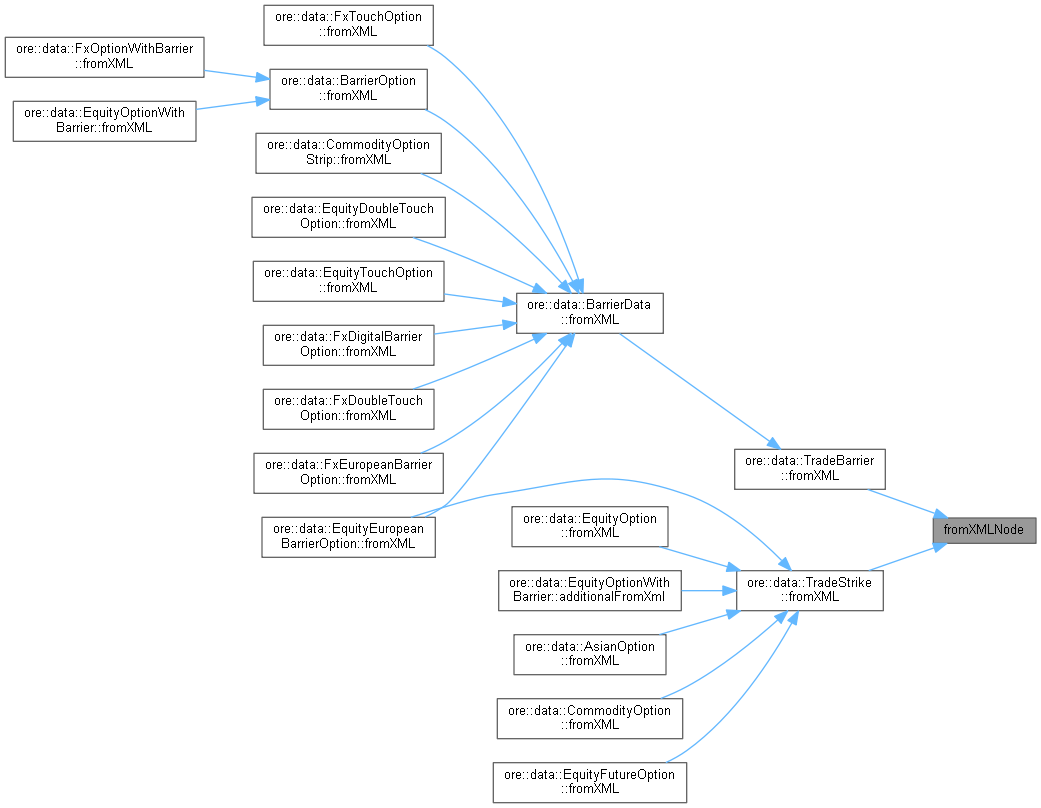 ore::data::FxTouchOption
::fromXML
ore::data::FxOptionWithBarrier
::fromXML
ore::data::BarrierOption
::fromXML
ore::data::EquityOptionWith
Barrier::fromXML
ore::data::CommodityOption
Strip::fromXML
ore::data::EquityDoubleTouch
Option::fromXML
ore::data::EquityTouchOption
::fromXML
ore::data::BarrierData
::fromXML
ore::data::FxDigitalBarrier
Option::fromXML
ore::data::FxDoubleTouch
Option::fromXML
ore::data::FxEuropeanBarrier
Option::fromXML
ore::data::TradeBarrier
::fromXML
ore::data::EquityEuropean
BarrierOption::fromXML
ore::data::EquityOption
::fromXML
fromXMLNode
ore::data::EquityOptionWith
Barrier::additionalFromXml
ore::data::TradeStrike
::fromXML
ore::data::AsianOption
::fromXML
ore::data::CommodityOption
::fromXML
ore::data::EquityFutureOption
::fromXML